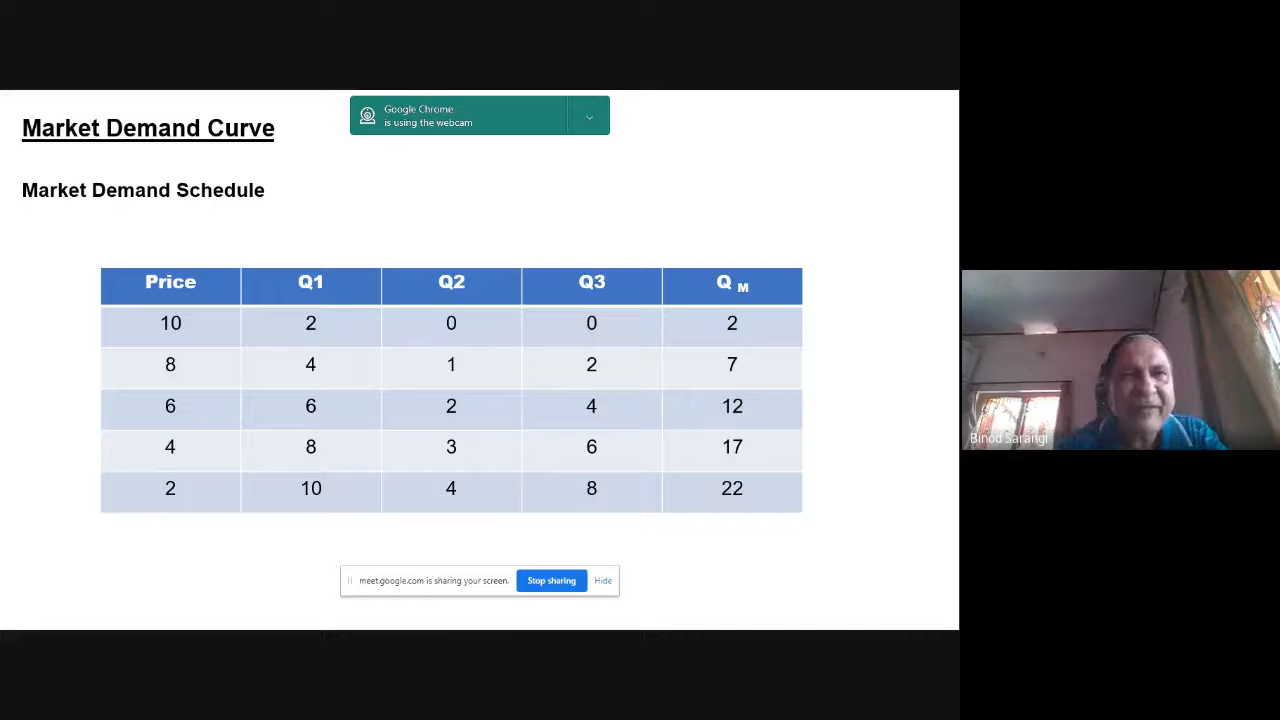 Market Demand Curve
Google Chrome
is using the webcam
Market Demand Schedule
Price Q1 Q2 Q3 Q M
10 2 0 0 2
8 4 1 2 7
6 6 2 4 12
4 8 3 6 17
2 10 4 8 22
Binod Sarangi
meet.google.com is sharing your screen. Stop sharing Hide